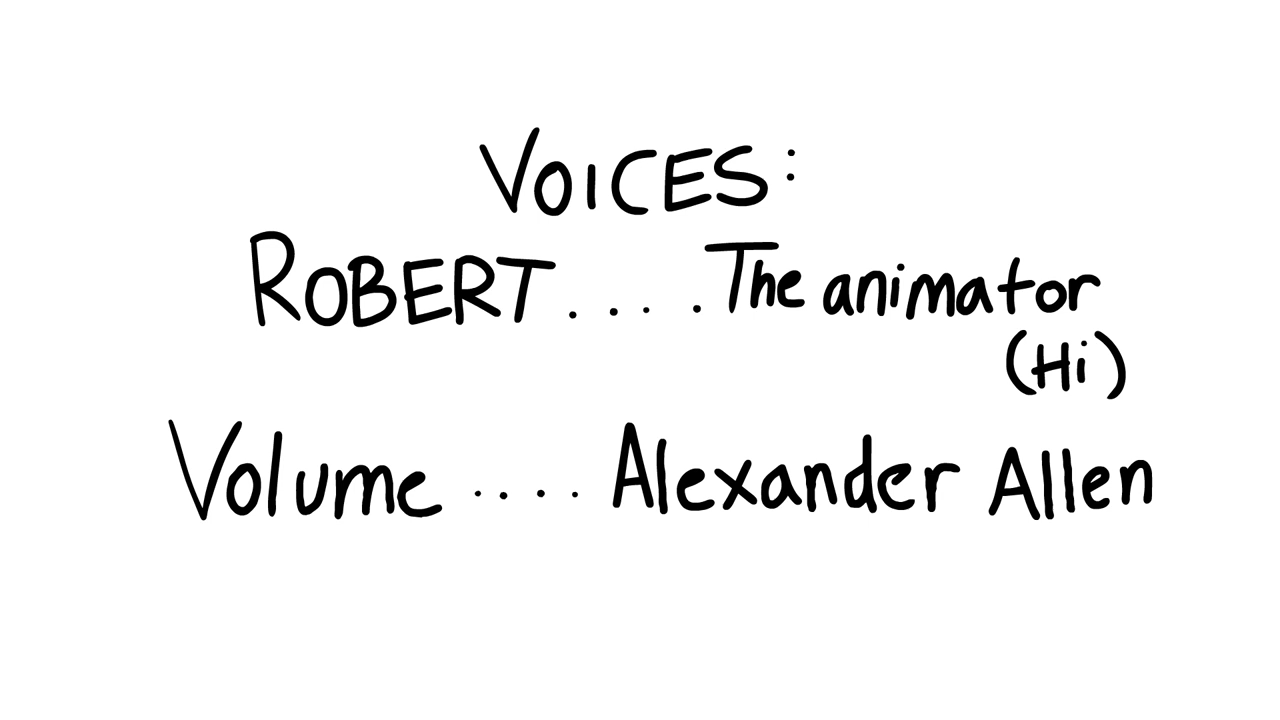 VOICES:
ROBERT . . . . The animator
(Hi)
Volume . . . . Alexander Allen